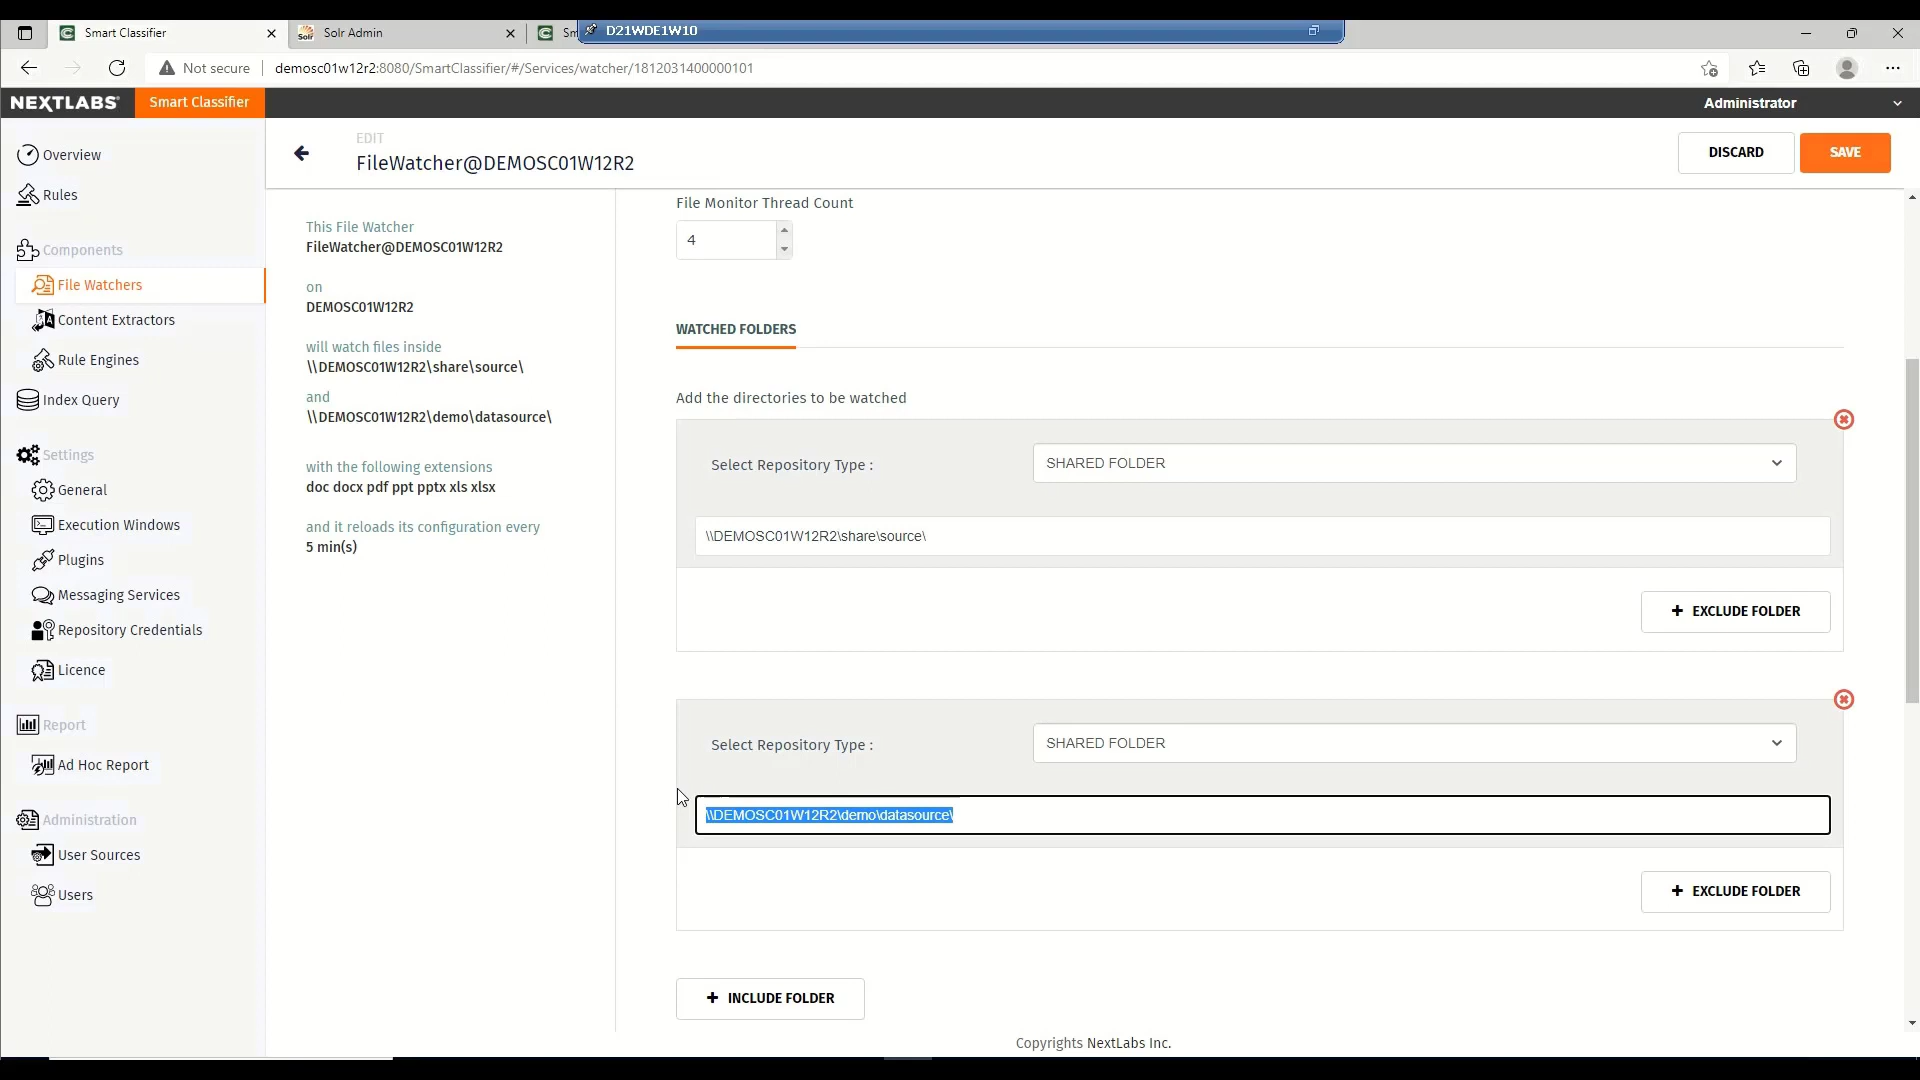 Smart Classifier
Solr Admin
D21WDE1W10
Not secure
demosc01w12r2:8080/SmartClassifier/#/Services/watcher/1812031400000101
NEXTLABS
Smart Classifier
Administrator
Overview
Rules
Components
File Watchers
Content Extractors
Rule Engines
Index Query
Settings
General
Execution Windows
Plugins
Messaging Services
Repository Credentials
Licence
Report
Ad Hoc Report
Administration
User Sources
Users
EDIT
FileWatcher@DEMOSC01W12R2
DISCARD
SAVE
This File Watcher
FileWatcher@DEMOSC01W12R2
on
DEMOSC01W12R2
will watch files inside
\\DEMOSC01W12R2\share\source\
and
\\DEMOSC01W12R2\demo\datasource\
with the following extensions
doc docx pdf ppt pptx xls xlsx
and it reloads its configuration every
5 min(s)
File Monitor Thread Count
4
WATCHED FOLDERS
Add the directories to be watched
Select Repository Type :
SHARED FOLDER
\\DEMOSC01W12R2\share\source\
+ EXCLUDE FOLDER
Select Repository Type :
SHARED FOLDER
\\DEMOSC01W12R2\demo\datasource\
+ EXCLUDE FOLDER
+ INCLUDE FOLDER
Copyrights NextLabs Inc.